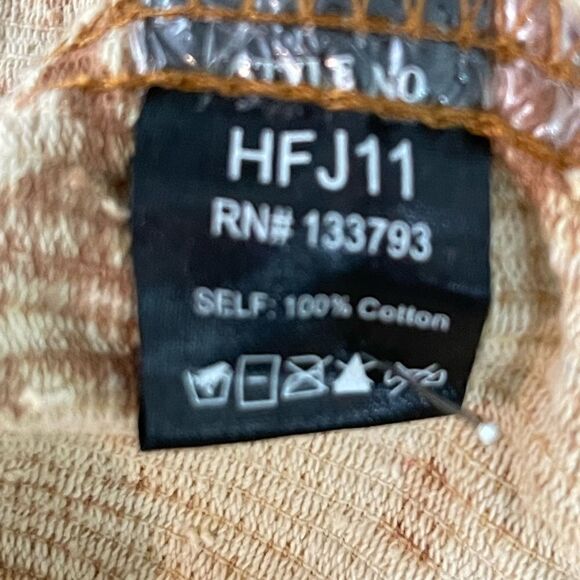 STYLE NO
HFJ11
RN# 133793
SELF: 100% Cotton